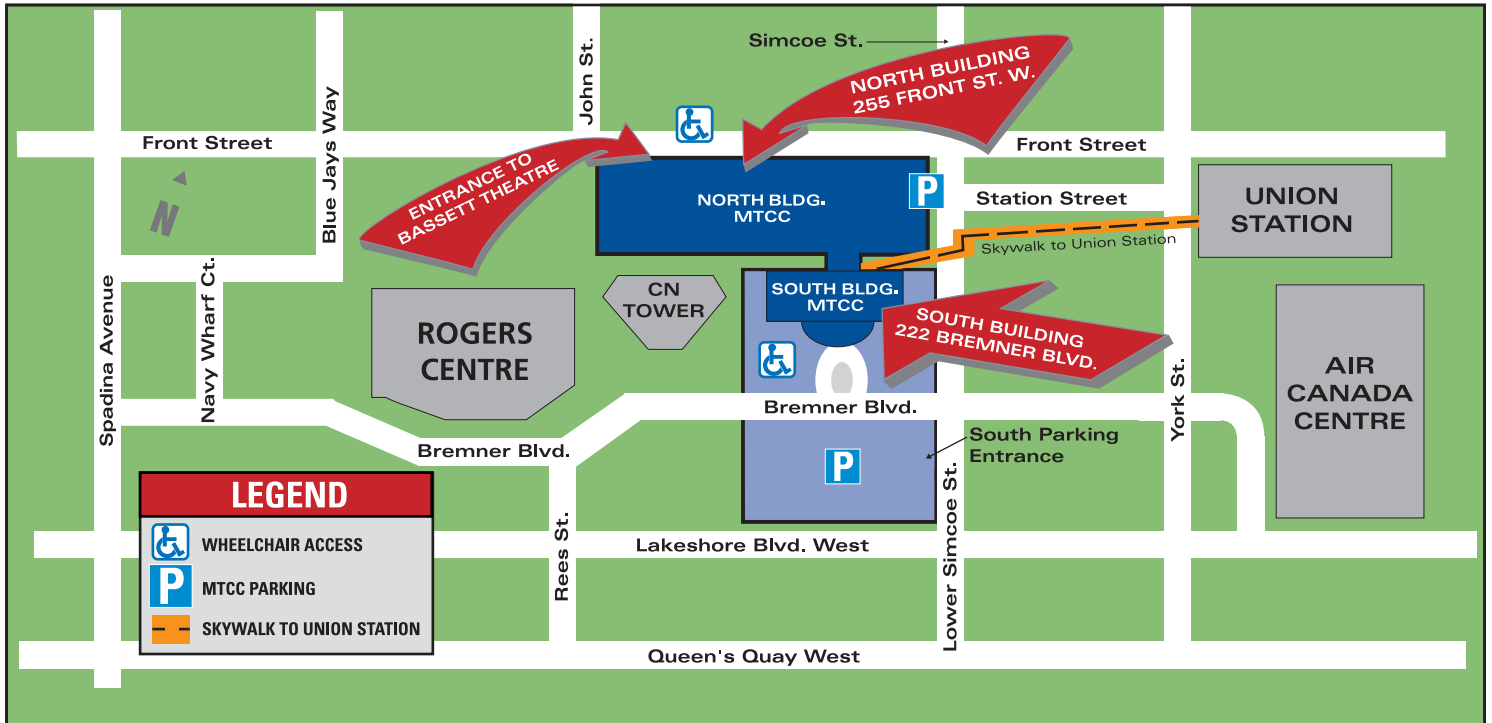 Simcoe St.
NORTH BUILDING
255 FRONT ST. W.
John St.
Blue Jays Way
Front Street
Front Street
N
ENTRANCE TO
BASSETT THEATRE
NORTH BLDG.
MTCC
P
Station Street
UNION
STATION
Skywalk to Union Station
Spadina Avenue
Navy Wharf Ct.
ROGERS
CENTRE
CN
TOWER
SOUTH BLDG.
MTCC
SOUTH BUILDING
222 BREMNER BLVD.
York St.
AIR
CANADA
CENTRE
Bremner Blvd.
Bremner Blvd.
South Parking
Entrance
P
LEGEND
WHEELCHAIR ACCESS
P
MTCC PARKING
SKYWALK TO UNION STATION
Rees St.
Lakeshore Blvd. West
Lower Simcoe St.
Queen's Quay West